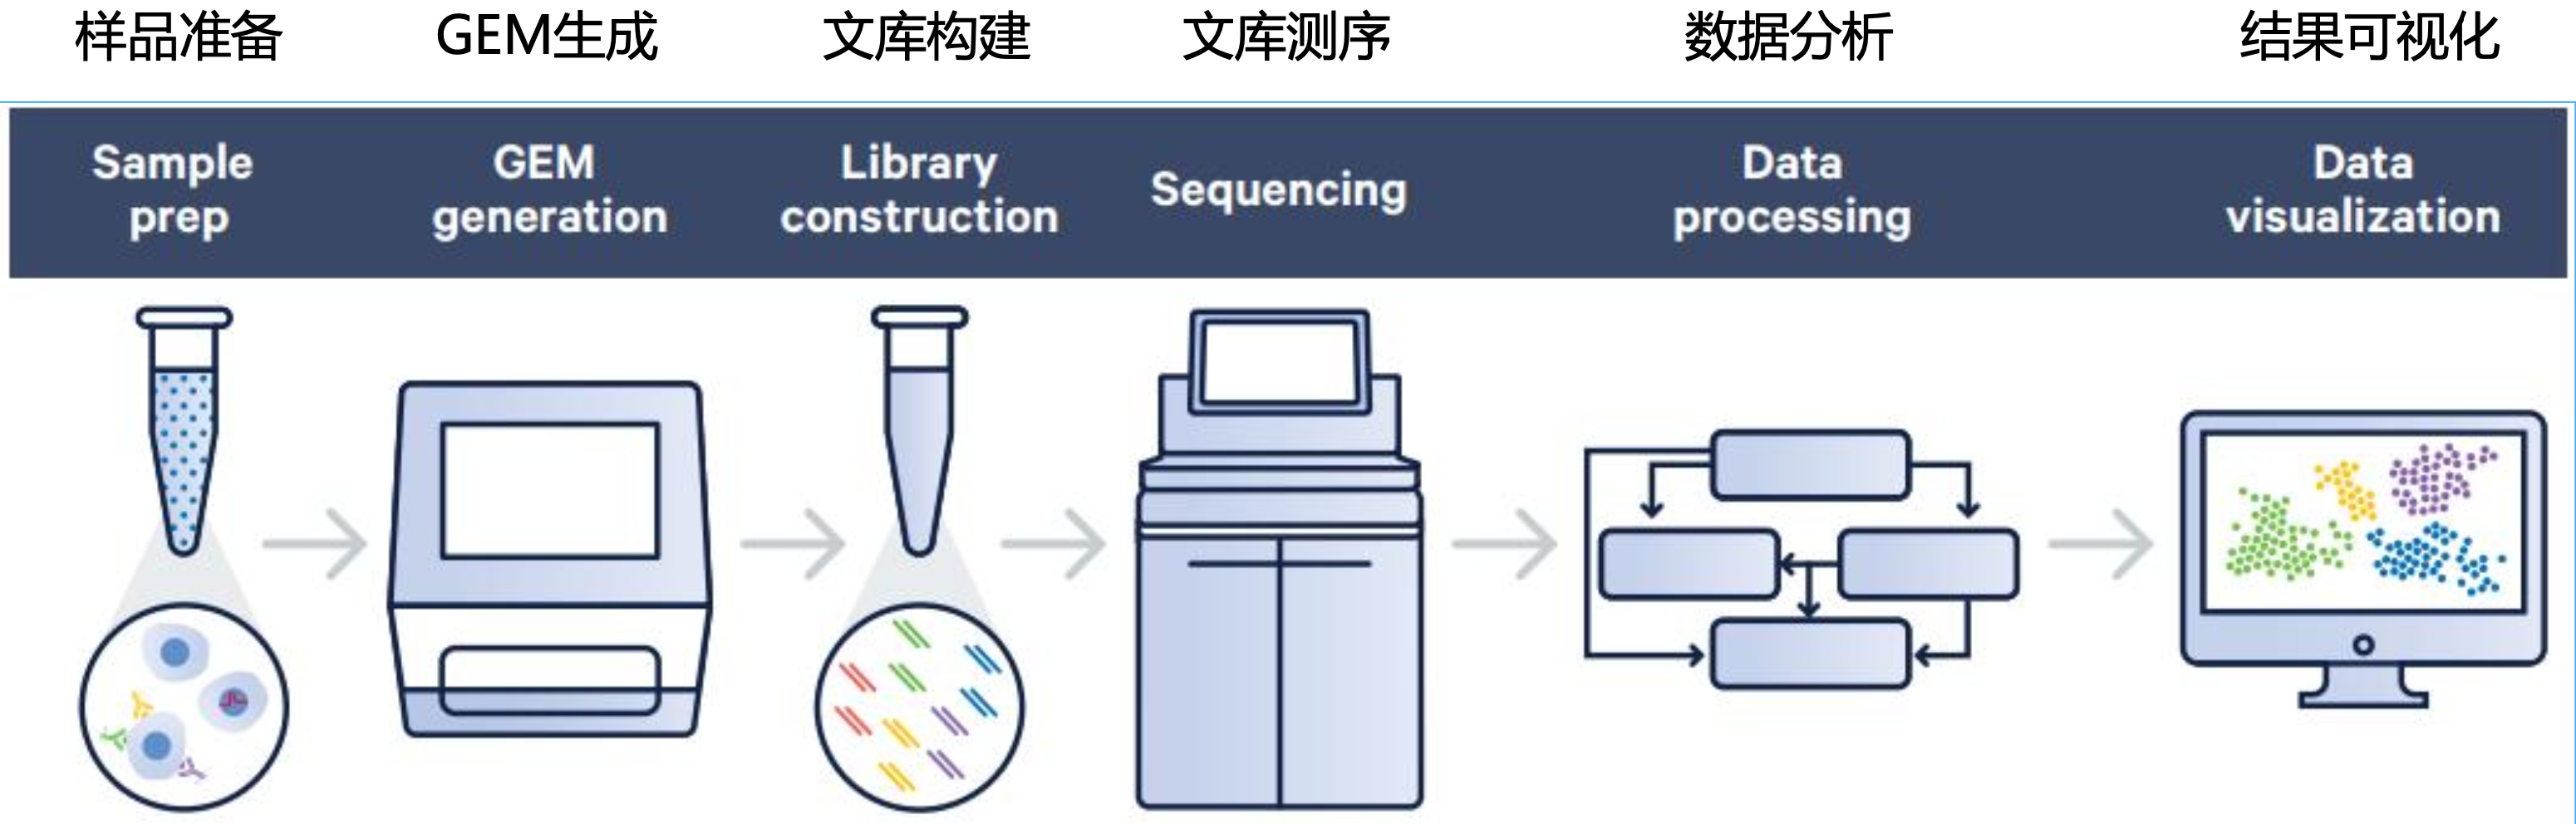 样品准备 GEM生成 文库构建 文库测序 数据分析 结果可视化
Sample prep
GEM generation
Library construction
Sequencing
Data processing
Data visualization